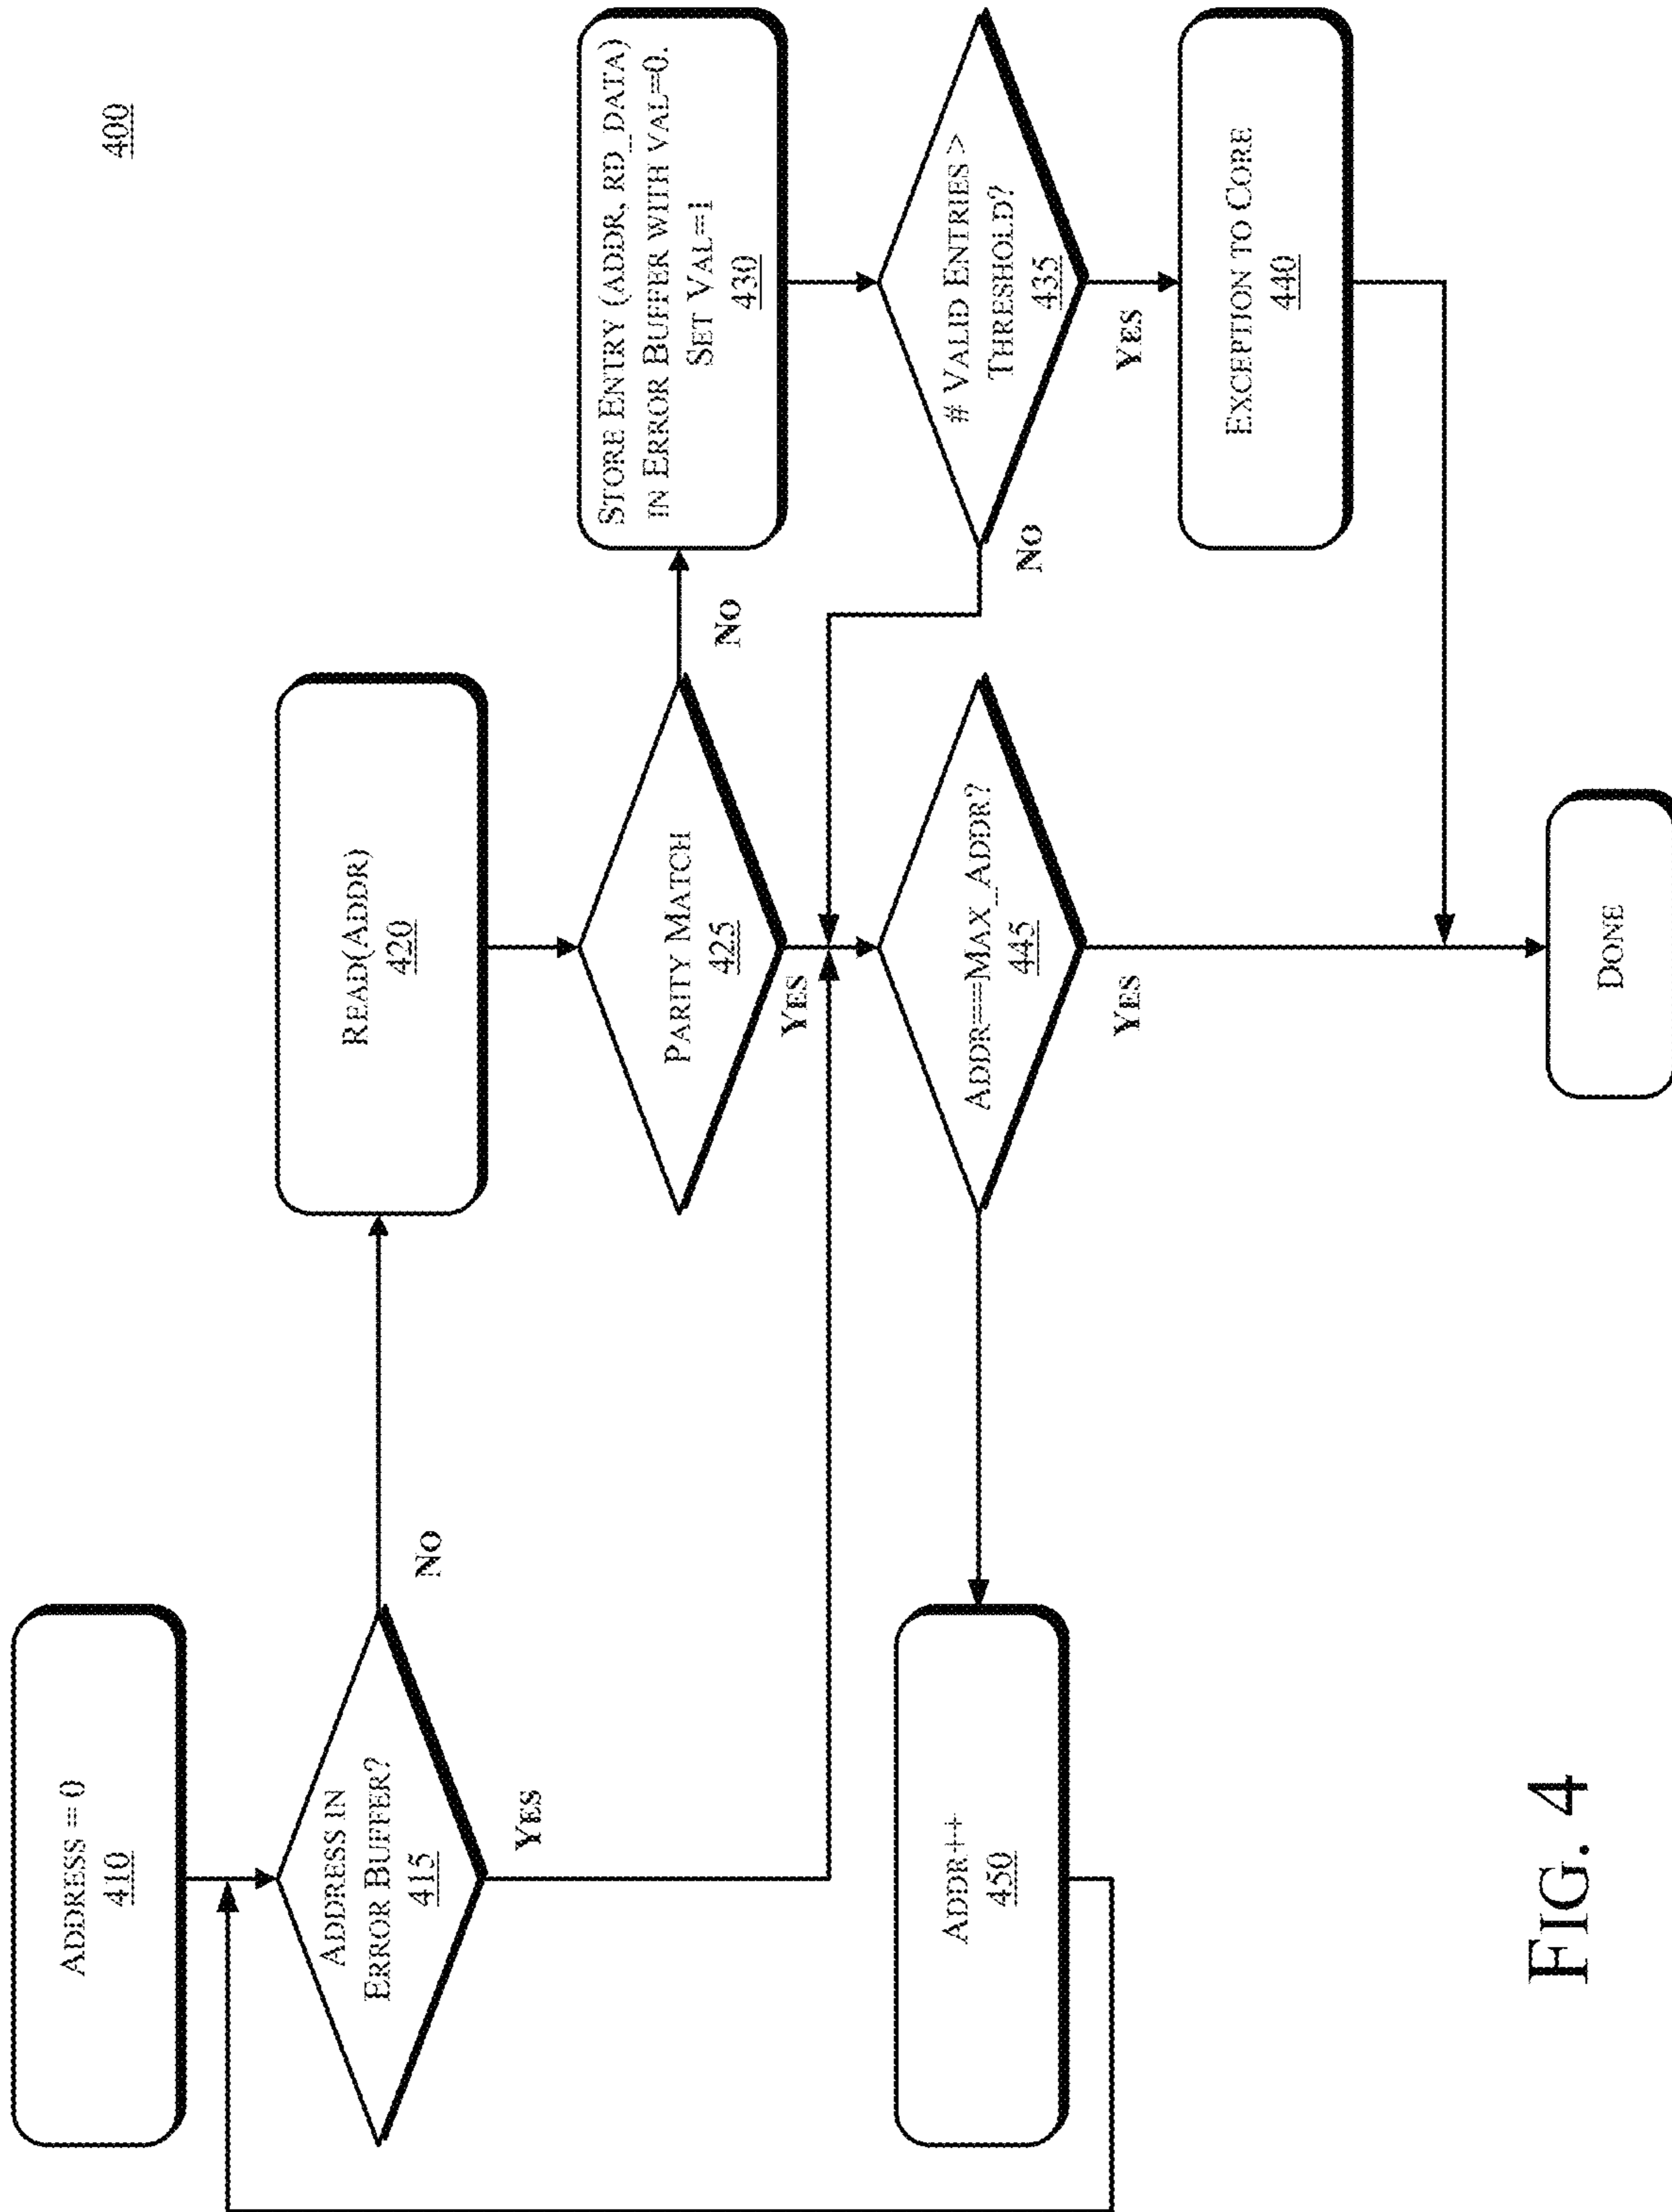 400
ADDRESS = 0
410
ADDRESS IN
ERROR BUFFER?
415
NO
YES
READ(ADDR)
420
PARITY MATCH
425
NO
YES
STORE ENTRY (ADDR, RD_DATA)
IN ERROR BUFFER WITH VAL=0.
SET VAL=1
430
# VALID ENTRIES >
THRESHOLD?
435
NO
YES
EXCEPTION TO CORE
440
ADDR==MAX_ADDR?
445
YES
ADDR++
450
DONE
FIG. 4